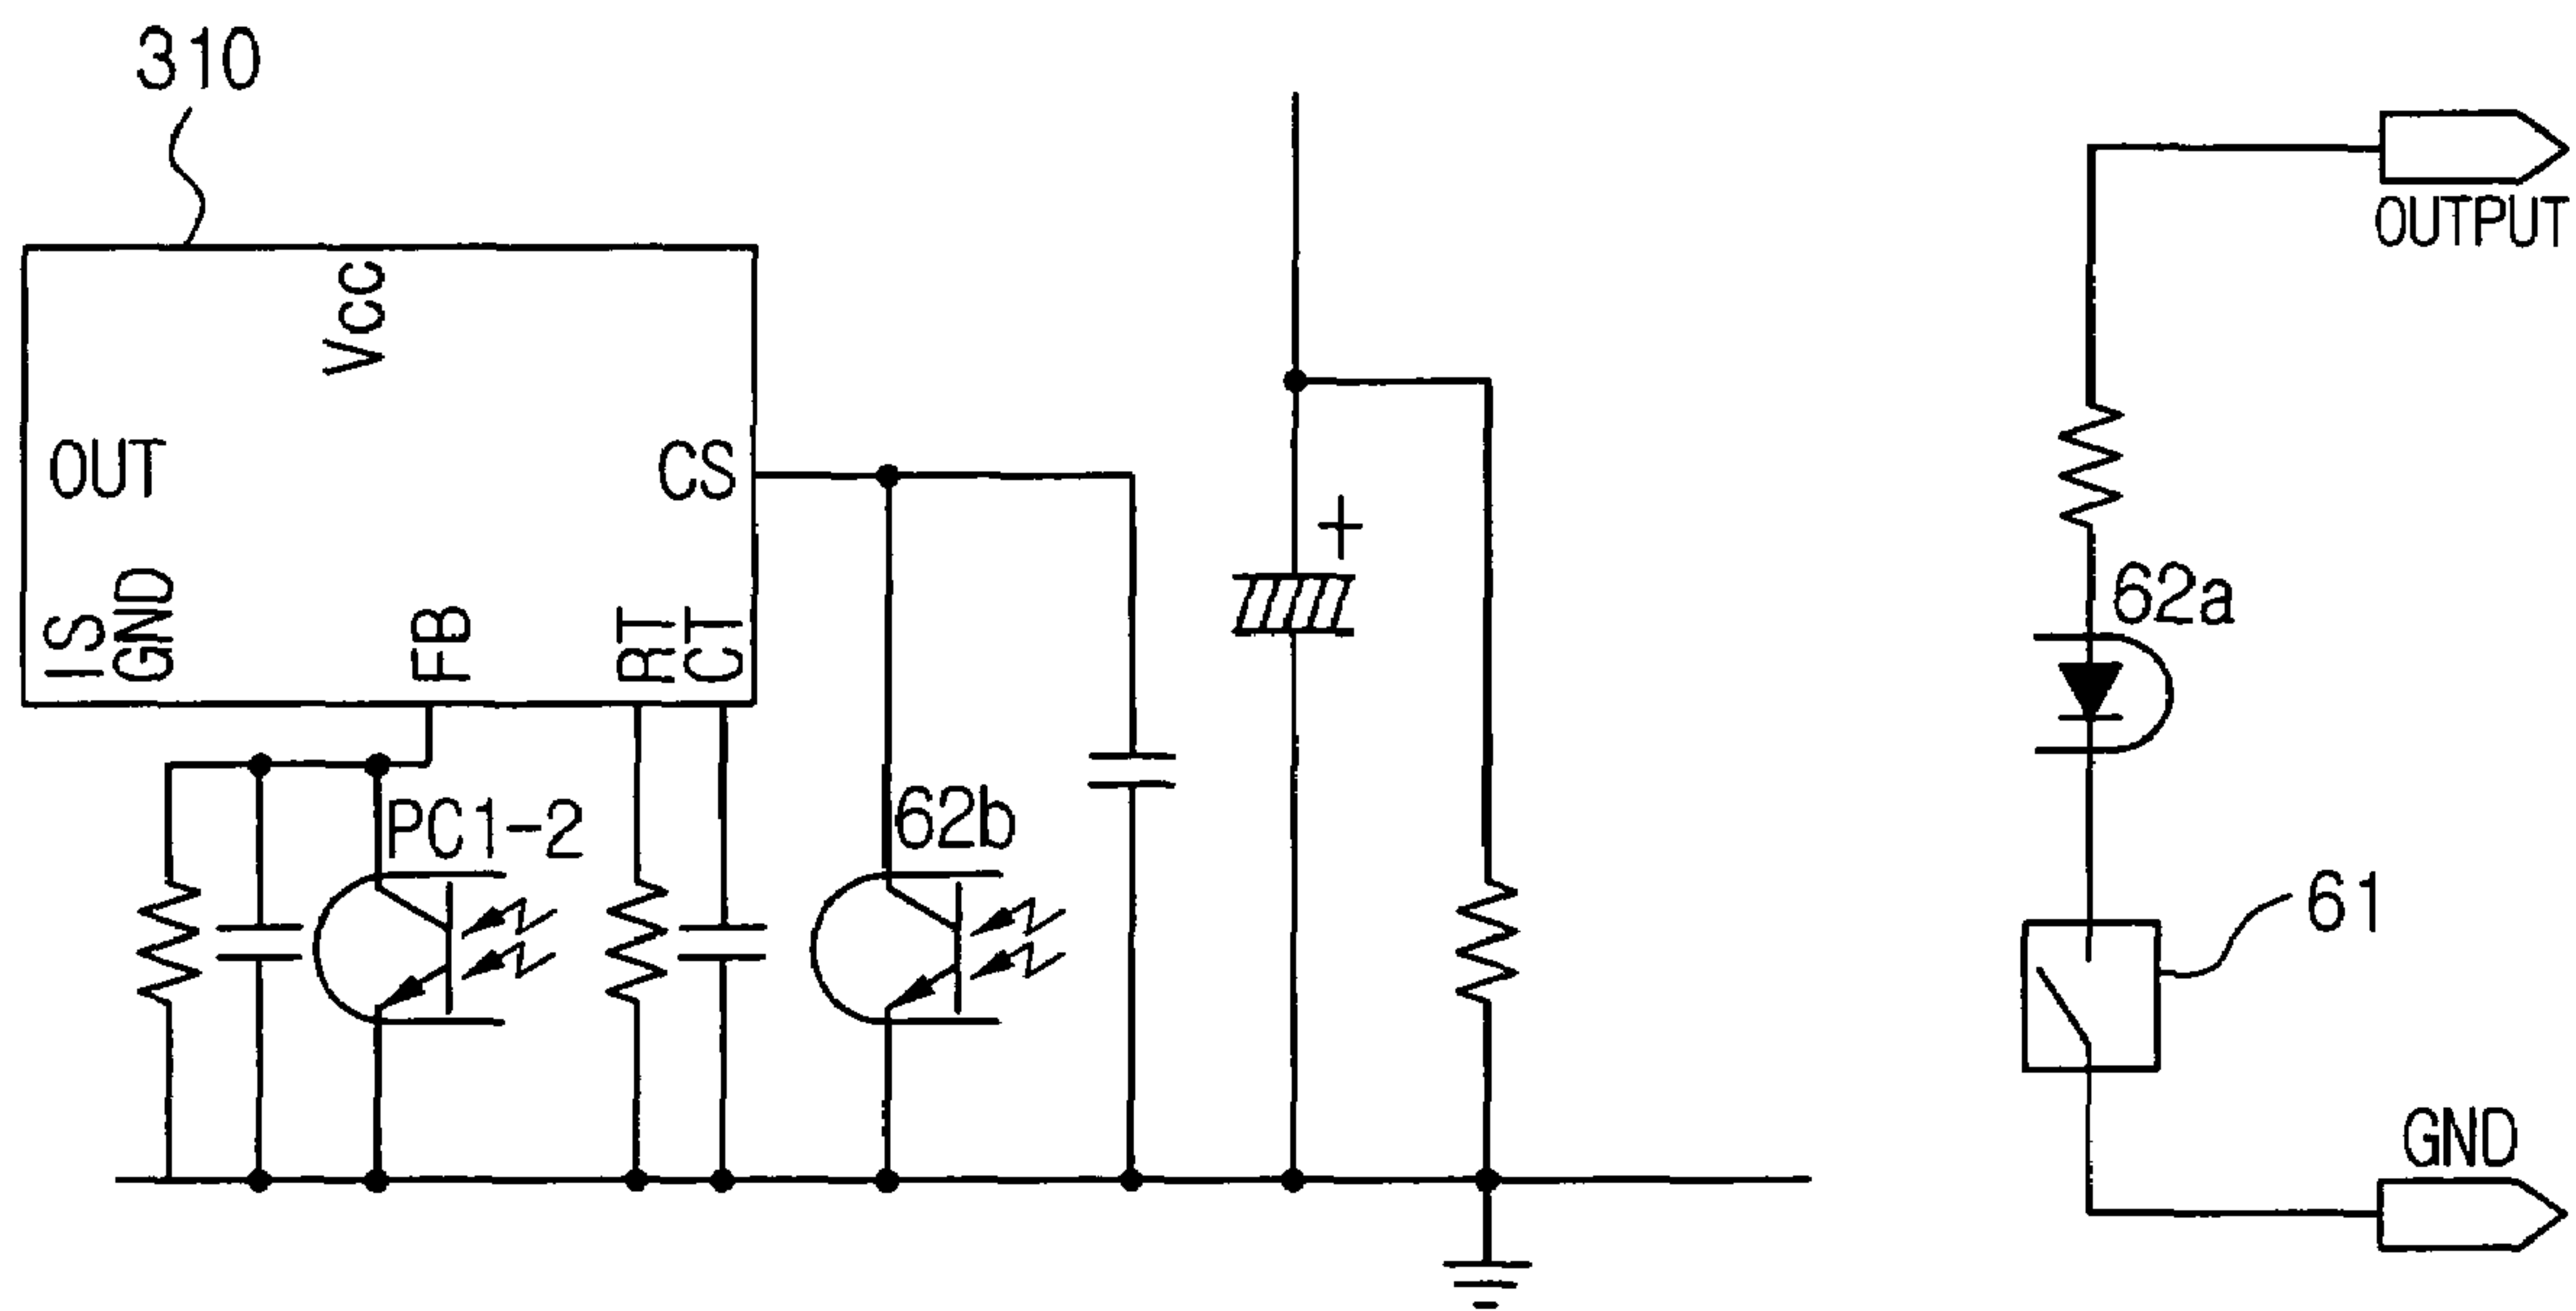 310
Vcc
OUT
CS
IS
GND
FB
RT
CT
PC1-2
62b
+
OUTPUT
62a
61
GND